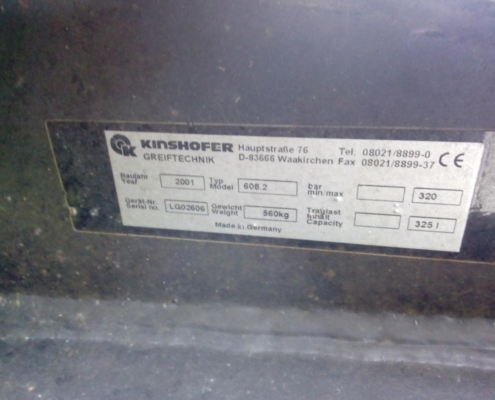 KINSHOFER Hauptstraße 76 Tel. 08021/8899-0
GREIFTECHNIK D-83666 Waakirchen Fax 08021/8899-37 CE
Baujahr Typ bar
Year 2001 Model 608.2 min/max 320
Gerät-Nr. Gewicht Traglast
Serial no. LG02606 Weight 560kg Inhalt
Capacity 325 l
Made in Germany